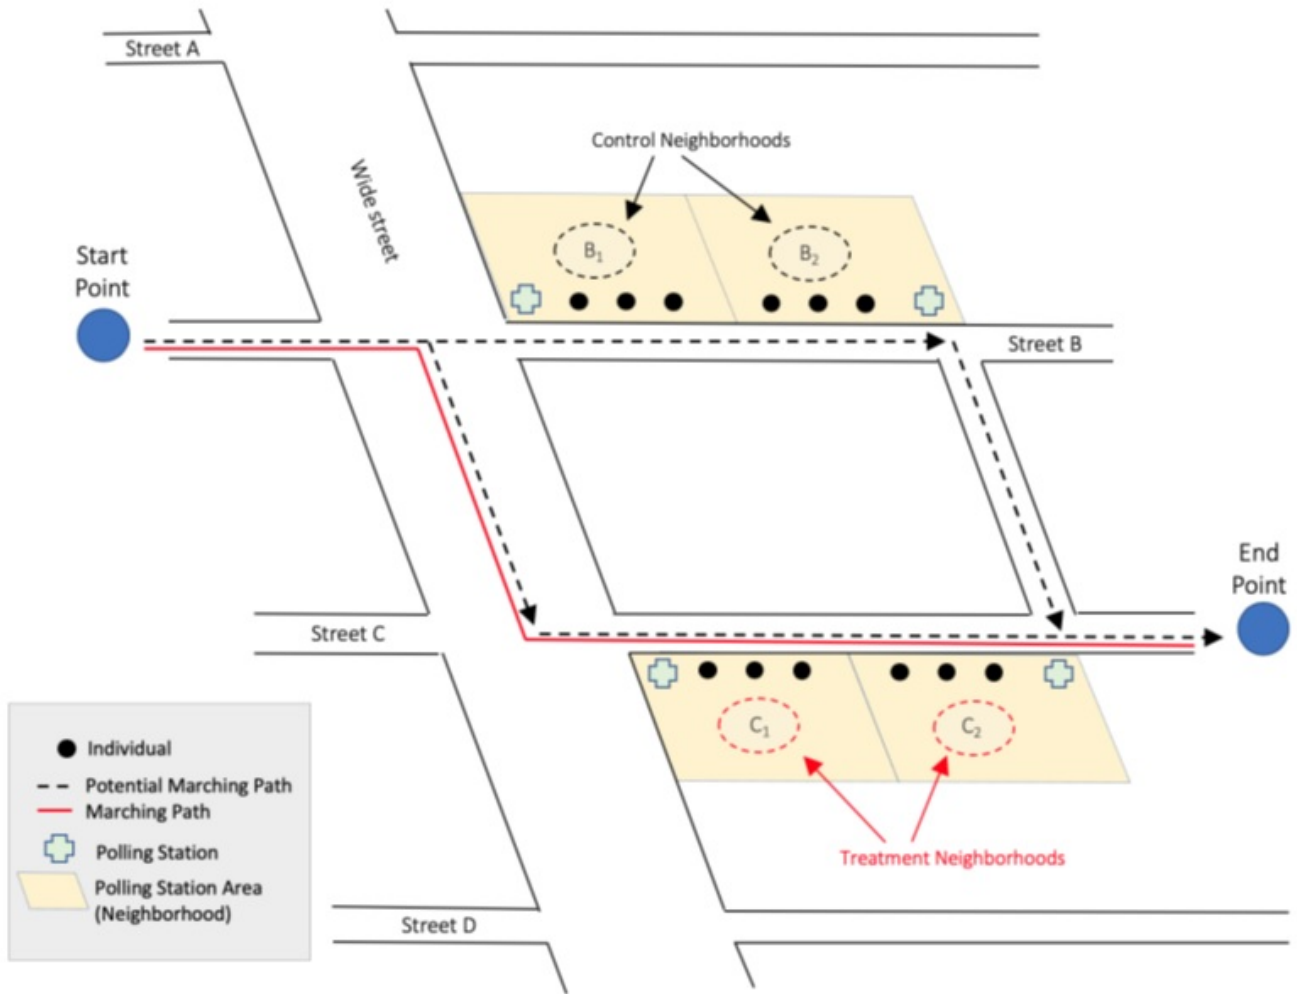 Street A
Control Neighborhoods
Wide street
B1
B2
Start
Point
Street B
End
Point
Street C
C1
C2
Individual
Potential Marching Path
Marching Path
Polling Station
Polling Station Area
(Neighborhood)
Treatment Neighborhoods
Street D